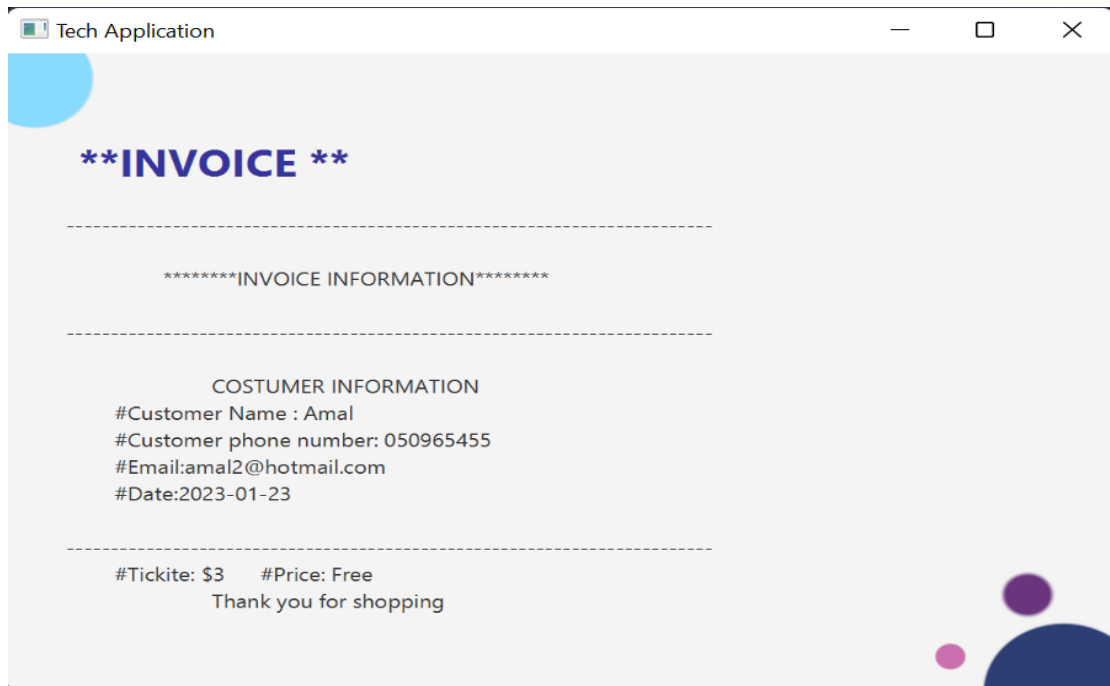 Tech Application
**INVOICE **
------------------------------------------------------------------------
********INVOICE INFORMATION********
------------------------------------------------------------------------
COSTUMER INFORMATION
#Customer Name : Amal
#Customer phone number: 050965455
#Email:amal2@hotmail.com
#Date:2023-01-23
------------------------------------------------------------------------
#Tickite: $3 #Price: Free
Thank you for shopping